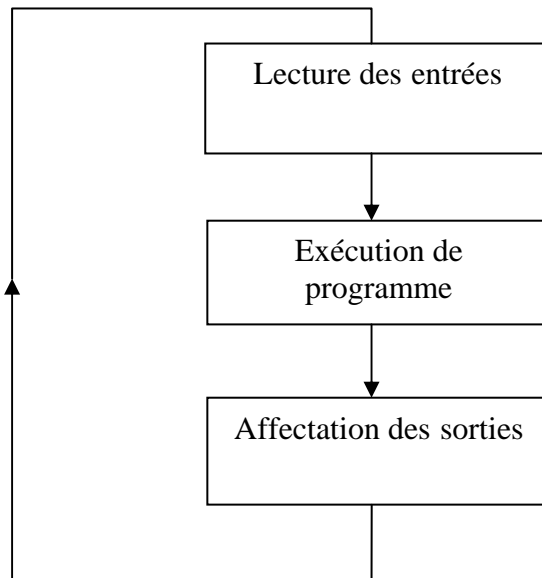 Lecture des entrées
Exécution de
programme
Affectation des sorties